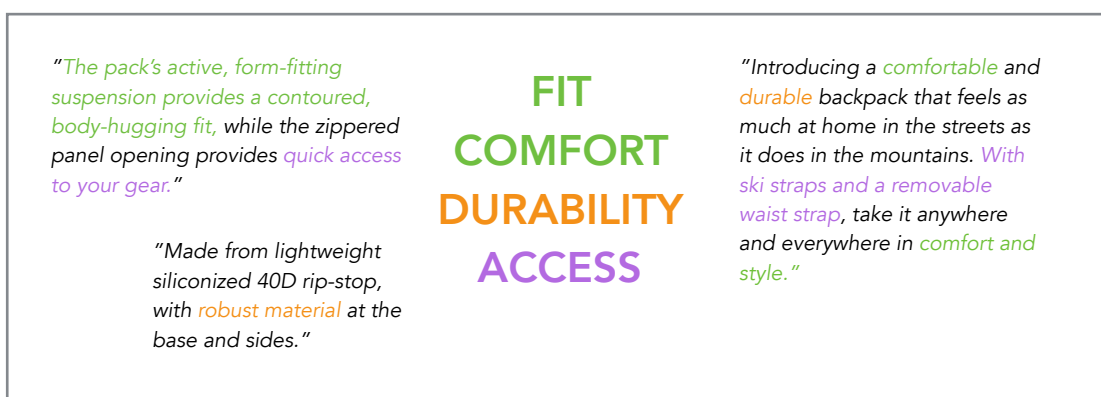 "The pack's active, form-fitting
suspension provides a contoured,
body-hugging fit, while the zippered
panel opening provides quick access
to your gear."
"Made from lightweight
siliconized 40D rip-stop,
with robust material at the
base and sides."
FIT
COMFORT
DURABILITY
ACCESS
"Introducing a comfortable and
durable backpack that feels as
much at home in the streets as
it does in the mountains. With
ski straps and a removable
waist strap, take it anywhere
and everywhere in comfort and
style."